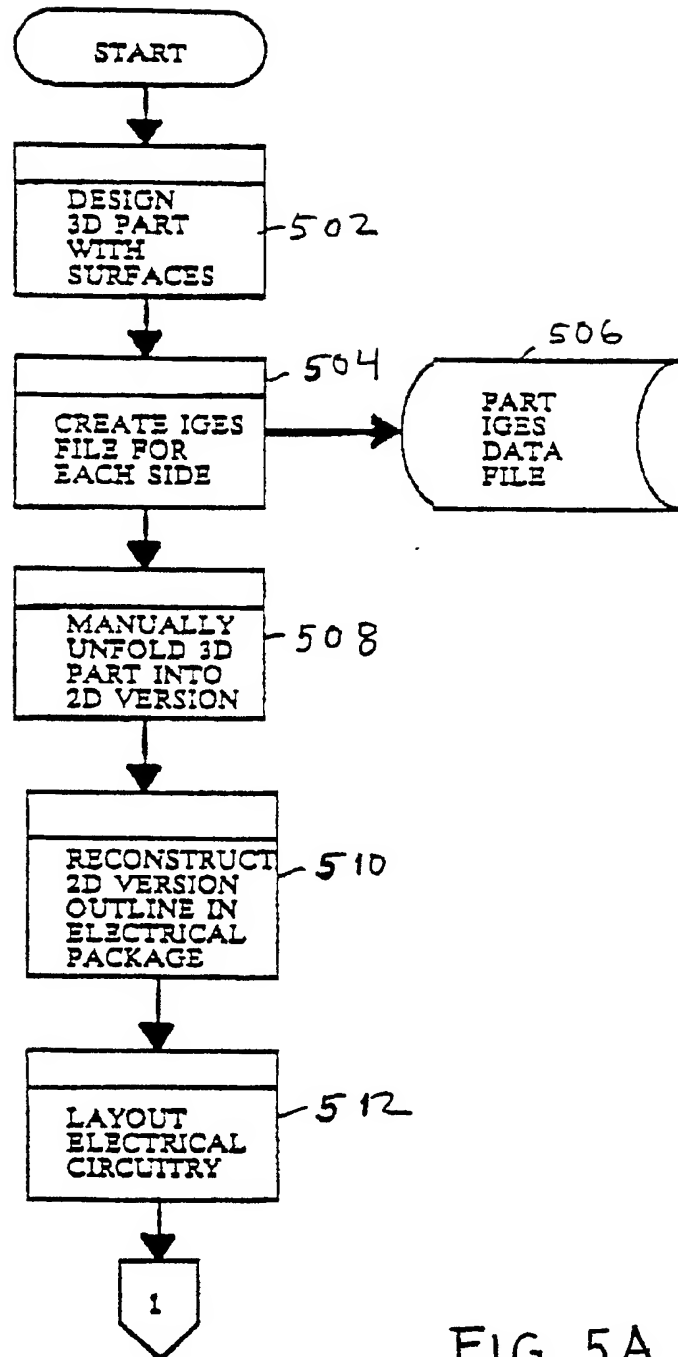 START
DESIGN
3D PART
WITH
SURFACES
502
504
506
CREATE IGES
FILE FOR
EACH SIDE
PART
IGES
DATA
FILE
MANUALLY
UNFOLD 3D
PART INTO
2D VERSION
508
RECONSTRUCT
2D VERSION
OUTLINE IN
ELECTRICAL
PACKAGE
510
LAYOUT
ELECTRICAL
CIRCUITRY
512
1
FIG. 5A